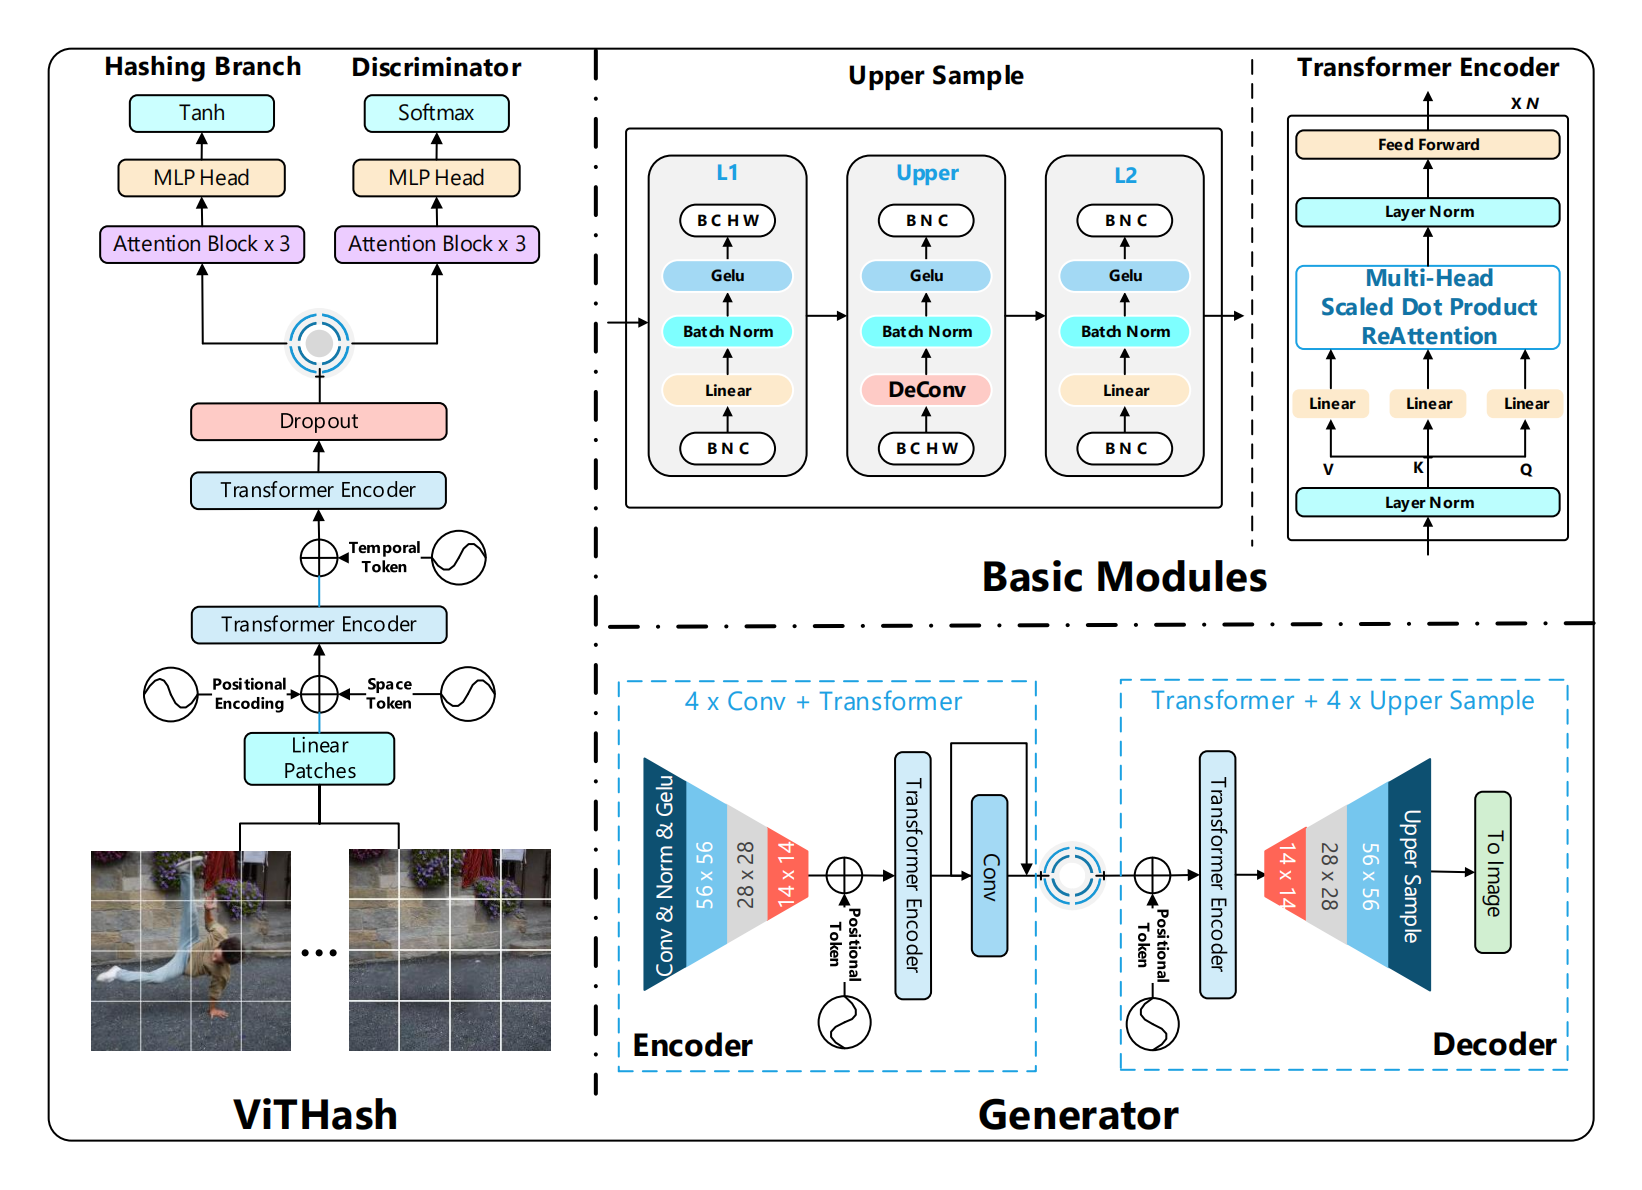 Hashing Branch
Discriminator
Tanh
Softmax
MLP Head
MLP Head
Attention Block x 3
Attention Block x 3
Dropout
Transformer Encoder
Temporal
Token
Transformer Encoder
Positional
Encoding
Space
Token
Linear
Patches
ViTHash
Upper Sample
L1
B C H W
Gelu
Batch Norm
Linear
B N C
Upper
B N C
Gelu
Batch Norm
DeConv
B C H W
L2
B N C
Gelu
Batch Norm
Linear
B N C
Transformer Encoder
X N
Feed Forward
Layer Norm
Multi-Head
Scaled Dot Product
ReAttention
Linear
Linear
Linear
V
K
Q
Layer Norm
Basic Modules
4 x Conv + Transformer
Conv & Norm & Gelu
56 x 56
28 x 28
14 x 14
Positional
Token
Transformer Encoder
Conv
Encoder
Transformer + 4 x Upper Sample
Positional
Token
Transformer Encoder
14 x 14
28 x 28
56 x 56
Upper Sample
To Image
Decoder
Generator